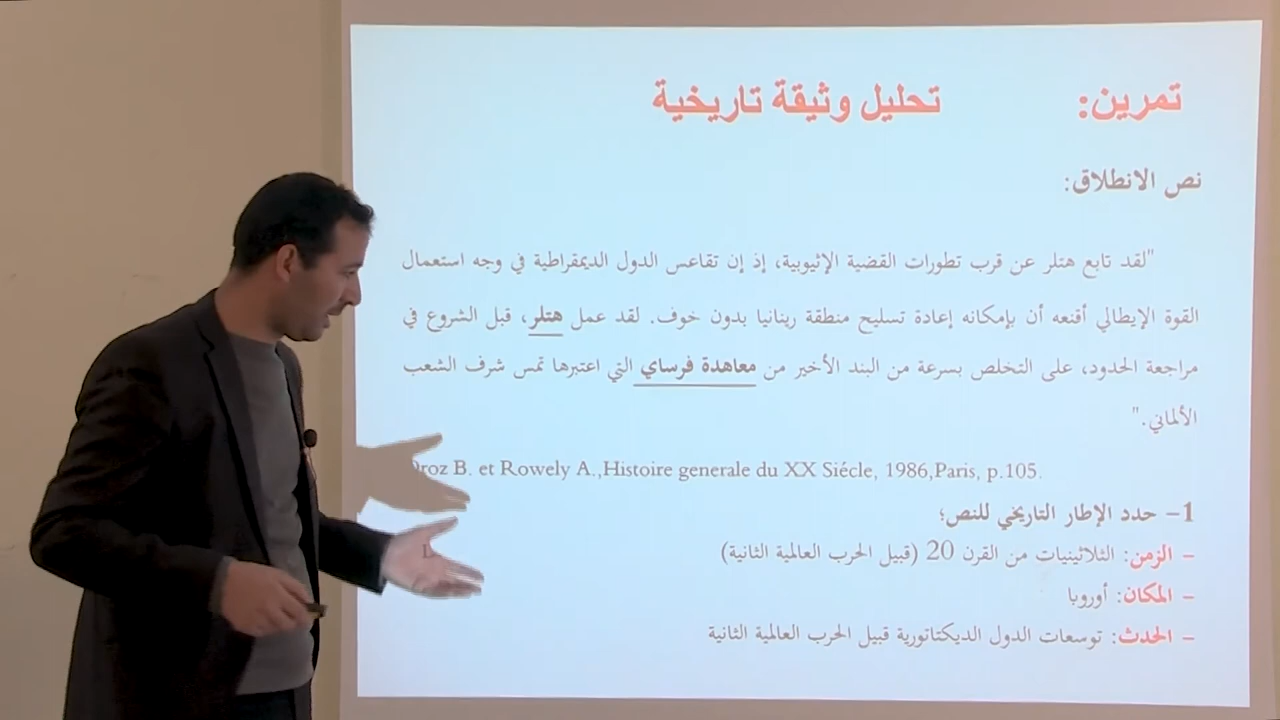 تمرين: تحليل وثيقة تاريخية
نص الانطلاق:
"لقد تابع هتلر عن قرب تطورات القضية الإثيوبية، إذ إن تقاعس الدول الديمقراطية في وجه استعمال
القوة الإيطالي أقنعه أن بإمكانه إعادة تسليح منطقة رينانيا بدون خوف. لقد عمل هتلر، قبل الشروع في
مراجعة الحدود، على التخلص بسرعة من البند الأخير من معاهدة فرساي التي اعتبرها تمس شرف الشعب
الألماني."
Droz B. et Rowely A.,Histoire generale du XX Siécle, 1986,Paris, p.105.
1- حدد الإطار التاريخي للنص؛
- الزمن: الثلاثينيات من القرن 20 (قبيل الحرب العالمية الثانية)
- المكان: أوروبا
- الحدث: توسعات الدول الديكتاتورية قبيل الحرب العالمية الثانية